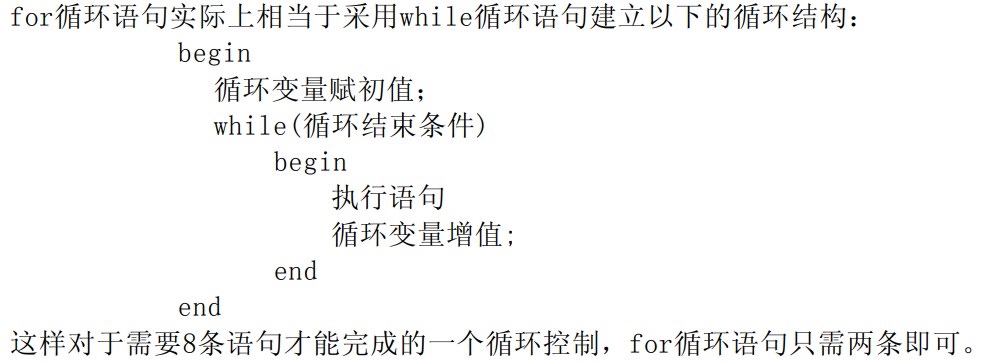 for循环语句实际上相当于采用while循环语句建立以下的循环结构：
begin
循环变量赋初值；
while(循环结束条件)
begin
执行语句
循环变量增值；
end
end
这样对于需要8条语句才能完成的一个循环控制，for循环语句只需两条即可。